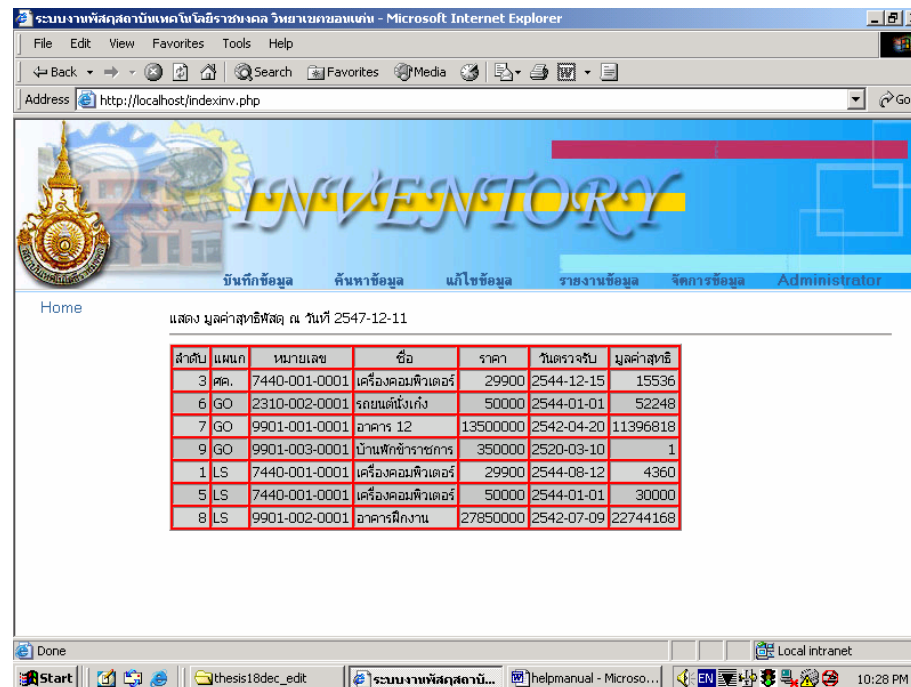 ระบบงานพัสดุสถาบันเทคโนโลยีราชมงคล วิทยาเขตขอนแก่น - Microsoft Internet Explorer
File Edit View Favorites Tools Help
Back Search Favorites Media
Address http://localhost/indexinv.php Go
INVENTORY
บันทึกข้อมูล ค้นหาข้อมูล แก้ไขข้อมูล รายงานข้อมูล จัดการข้อมูล Administrator
Home
แสดง มูลค่าสุทธิพัสดุ ณ วันที่ 2547-12-11
ลำดับ แผนก หมายเลข ชื่อ ราคา วันตรวจรับ มูลค่าสุทธิ
3 ศค. 7440-001-0001 เครื่องคอมพิวเตอร์ 29900 2544-12-15 15536
6 GO 2310-002-0001 รถยนต์นั่งเก๋ง 50000 2544-01-01 52248
7 GO 9901-001-0001 อาคาร 12 13500000 2542-04-20 11396818
9 GO 9901-003-0001 บ้านพักข้าราชการ 350000 2520-03-10 1
1 LS 7440-001-0001 เครื่องคอมพิวเตอร์ 29900 2544-08-12 4360
5 LS 7440-001-0001 เครื่องคอมพิวเตอร์ 50000 2544-01-01 30000
8 LS 9901-002-0001 อาคารฝึกงาน 27850000 2542-07-09 22744168
Done Local intranet
Start thesis18dec_edit ระบบงานพัสดุสถาบั... helpmanual - Microso... EN 10:28 PM